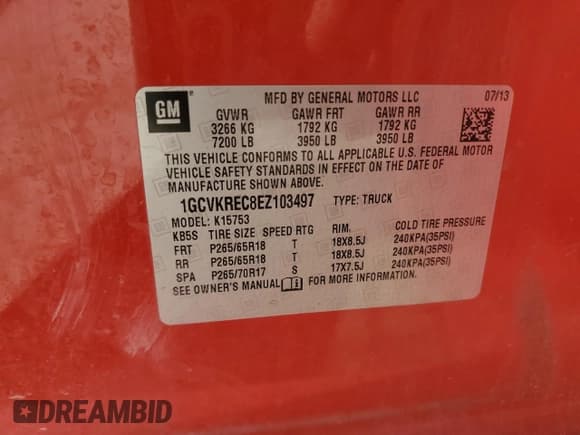 GM
MFD BY GENERAL MOTORS LLC 07/13
GVWR GAWR FRT GAWR RR
3266 KG 1792 KG 1792 KG
7200 LB 3950 LB 3950 LB
THIS VEHICLE CONFORMS TO ALL APPLICABLE U.S. FEDERAL MOTOR
VEHICLE SAFETY STANDARDS IN EFFECT ON THE DATE OF
MANUFACTURE SHOWN ABOVE.
1GCVKREC8EZ103497 TYPE: TRUCK
MODEL: K15753
KB5S TIRE SIZE SPEED RTG RIM. COLD TIRE PRESSURE
FRT P265/65R18 T 18X8.5J 240KPA(35PSI)
RR P265/65R18 T 18X8.5J 240KPA(35PSI)
SPA P265/70R17 S 17X7.5J 240KPA(35PSI)
SEE OWNER'S MANUAL FOR MORE INFORMATION.
DREAMBID